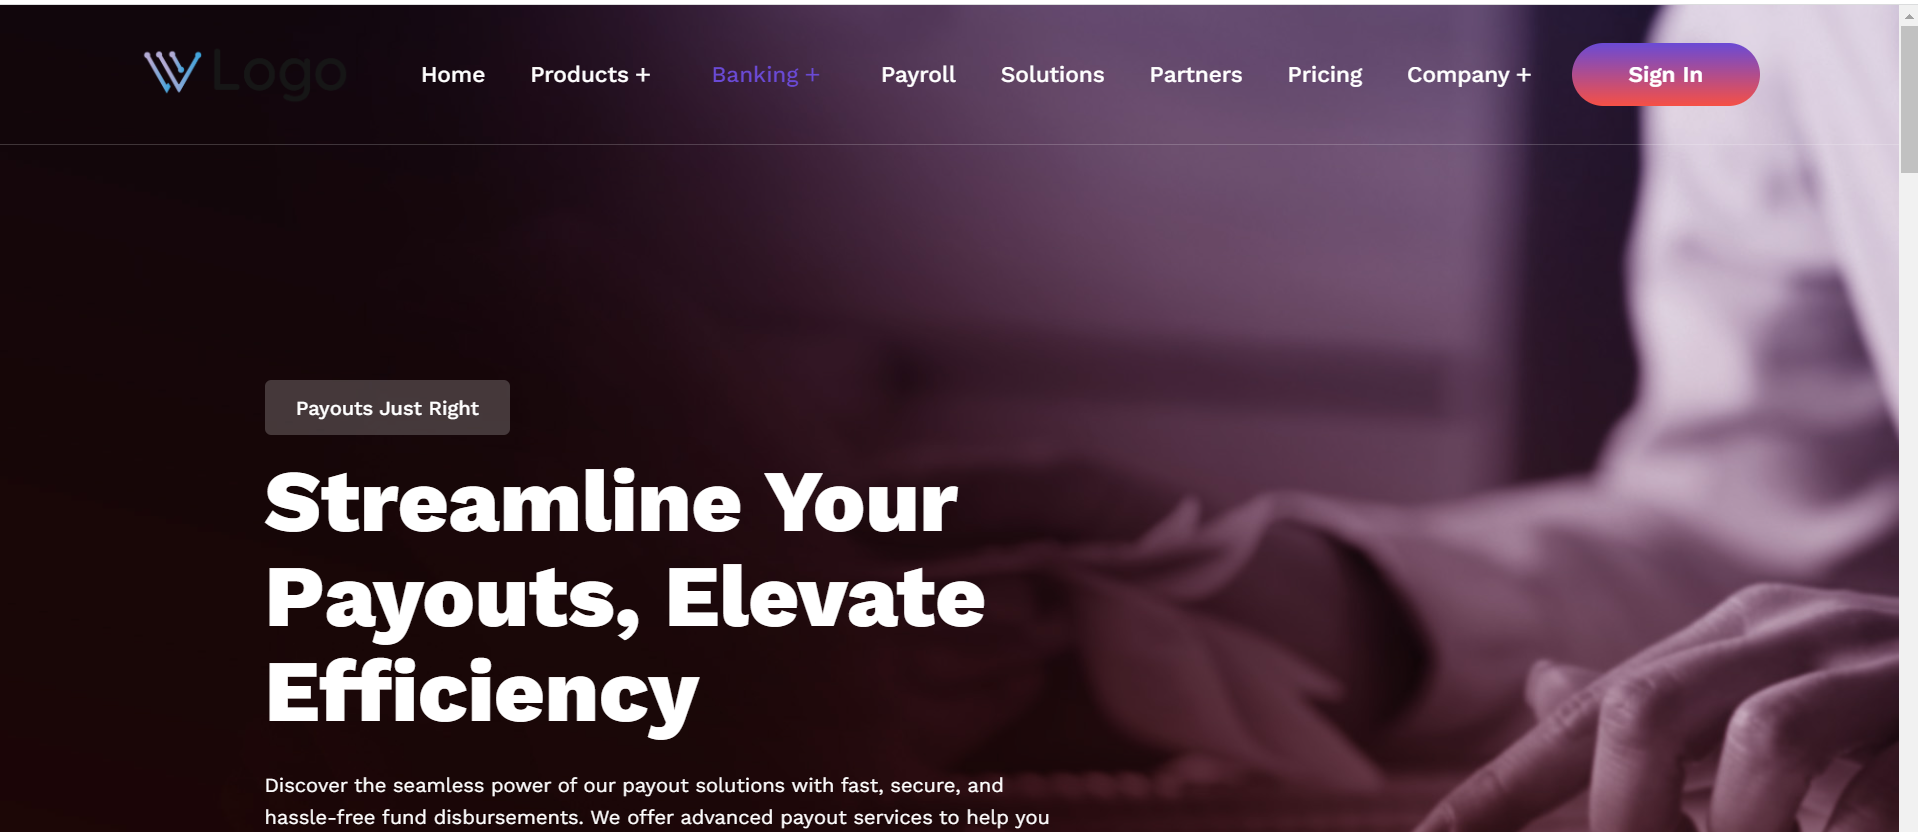 Logo
Home Products + Banking + Payroll Solutions Partners Pricing Company + Sign In
Payouts Just Right
Streamline Your
Payouts, Elevate
Efficiency
Discover the seamless power of our payout solutions with fast, secure, and
hassle-free fund disbursements. We offer advanced payout services to help you